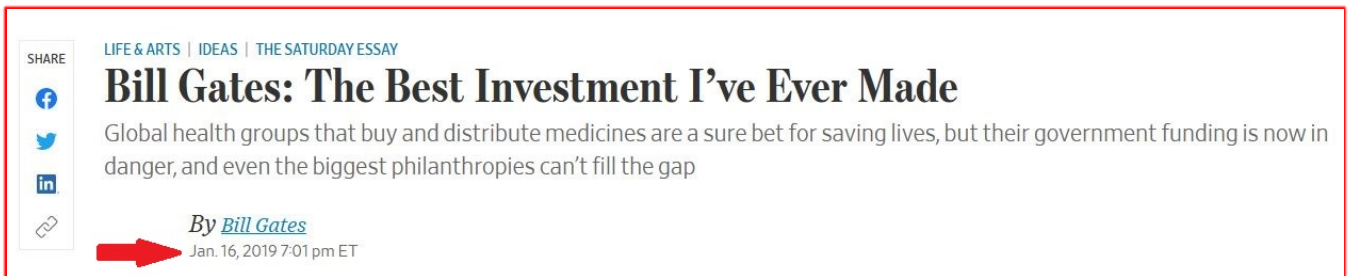 SHARE
LIFE & ARTS | IDEAS | THE SATURDAY ESSAY
Bill Gates: The Best Investment I’ve Ever Made
Global health groups that buy and distribute medicines are a sure bet for saving lives, but their government funding is now in
danger, and even the biggest philanthropies can’t fill the gap
By Bill Gates
Jan. 16, 2019 7:01 pm ET